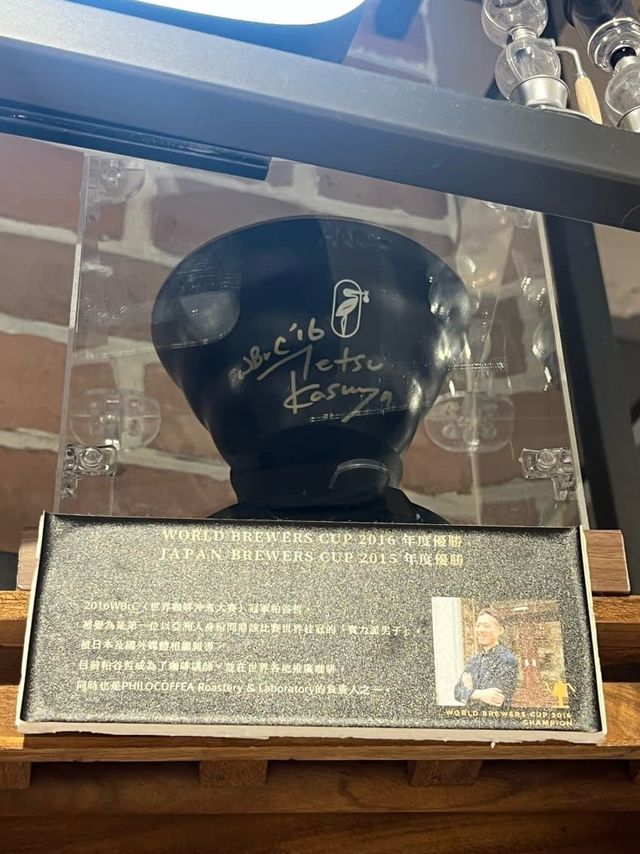 WBrC '16
Tetsu
Kasuya
WORLD BREWERS CUP 2016 年度優勝
JAPAN BREWERS CUP 2015 年度優勝
2016WBrC（世界咖啡沖煮大賽）冠軍粕谷哲。
為是第一位以亞洲人身份問鼎該比賽世界柱冠的「實力派男子」，
被日本及國外媒體相繼報導。
目前粕谷哲成為了咖啡講師，並在世界各地推廣咖啡，
同時也是PHILOCOFFEA Roastery & Laboratory的負責人之一。
WORLD BREWERS CUP 2016
CHAMPION